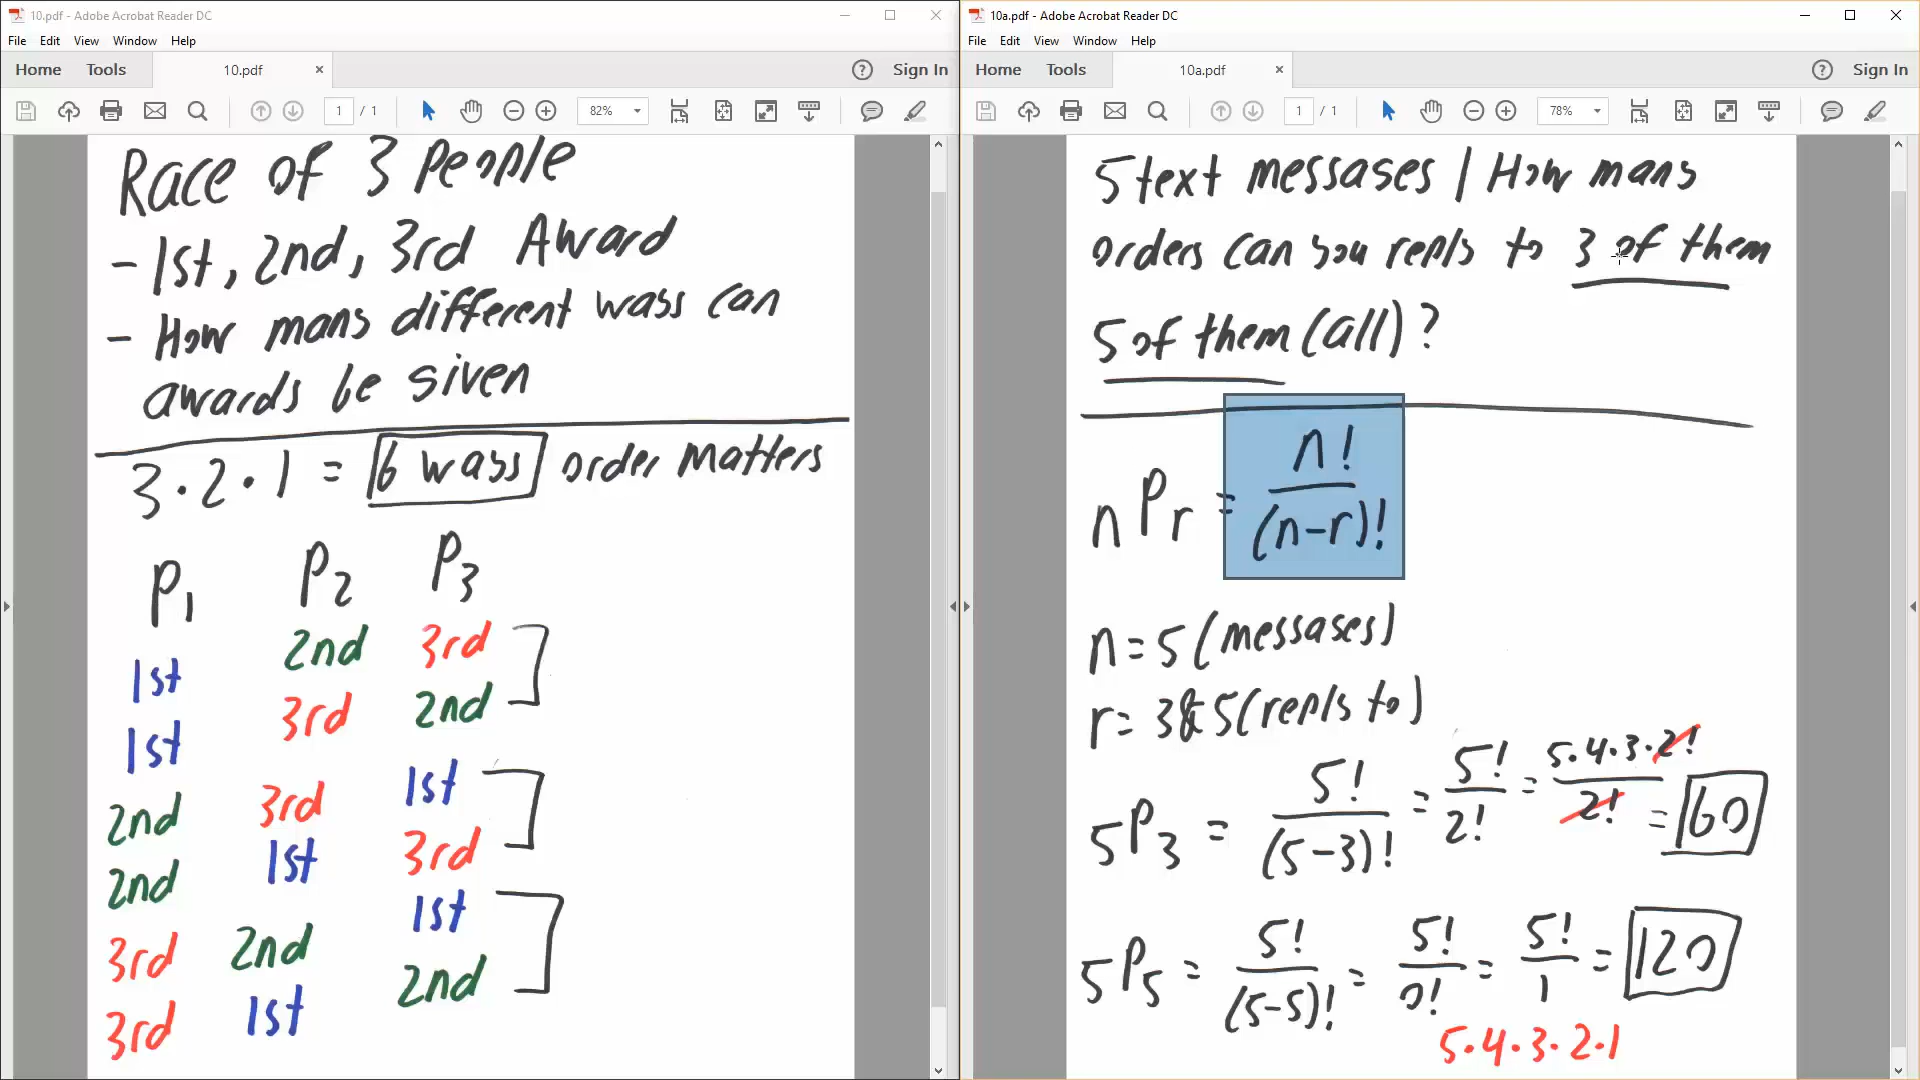 10.pdf - Adobe Acrobat Reader DC
File Edit View Window Help
Home Tools 10.pdf × ? Sign In
1 / 1 82%
Race of 3 people
- 1st, 2nd, 3rd Award
- How many different ways can
awards be given
3·2·1 = 6 ways order matters
P1 P2 P3
1st 2nd 3rd
1st 3rd 2nd
2nd 3rd 1st
2nd 1st 3rd
3rd 2nd 1st
3rd 1st 2nd
10a.pdf - Adobe Acrobat Reader DC
File Edit View Window Help
Home Tools 10a.pdf × ? Sign In
1 / 1 78%
5 text messages / How many
orders can you reply to 3 of them
5 of them (all)?
nPr = n!/(n-r)!
n = 5 (messages)
r = 3 & 5 (reply to)
5P3 = 5!/(5-3)! = 5!/2! = 5·4·3·2!/2! = 60
5P5 = 5!/(5-5)! = 5!/0! = 5!/1 = 120
5·4·3·2·1